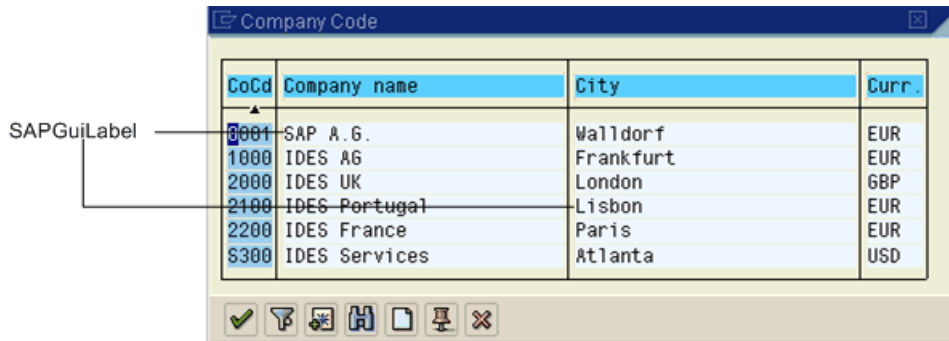 Company Code
CoCd Company name City Curr.
SAPGuiLabel
0001 SAP A.G. Walldorf EUR
1000 IDES AG Frankfurt EUR
2000 IDES UK London GBP
2100 IDES Portugal Lisbon EUR
2200 IDES France Paris EUR
S300 IDES Services Atlanta USD